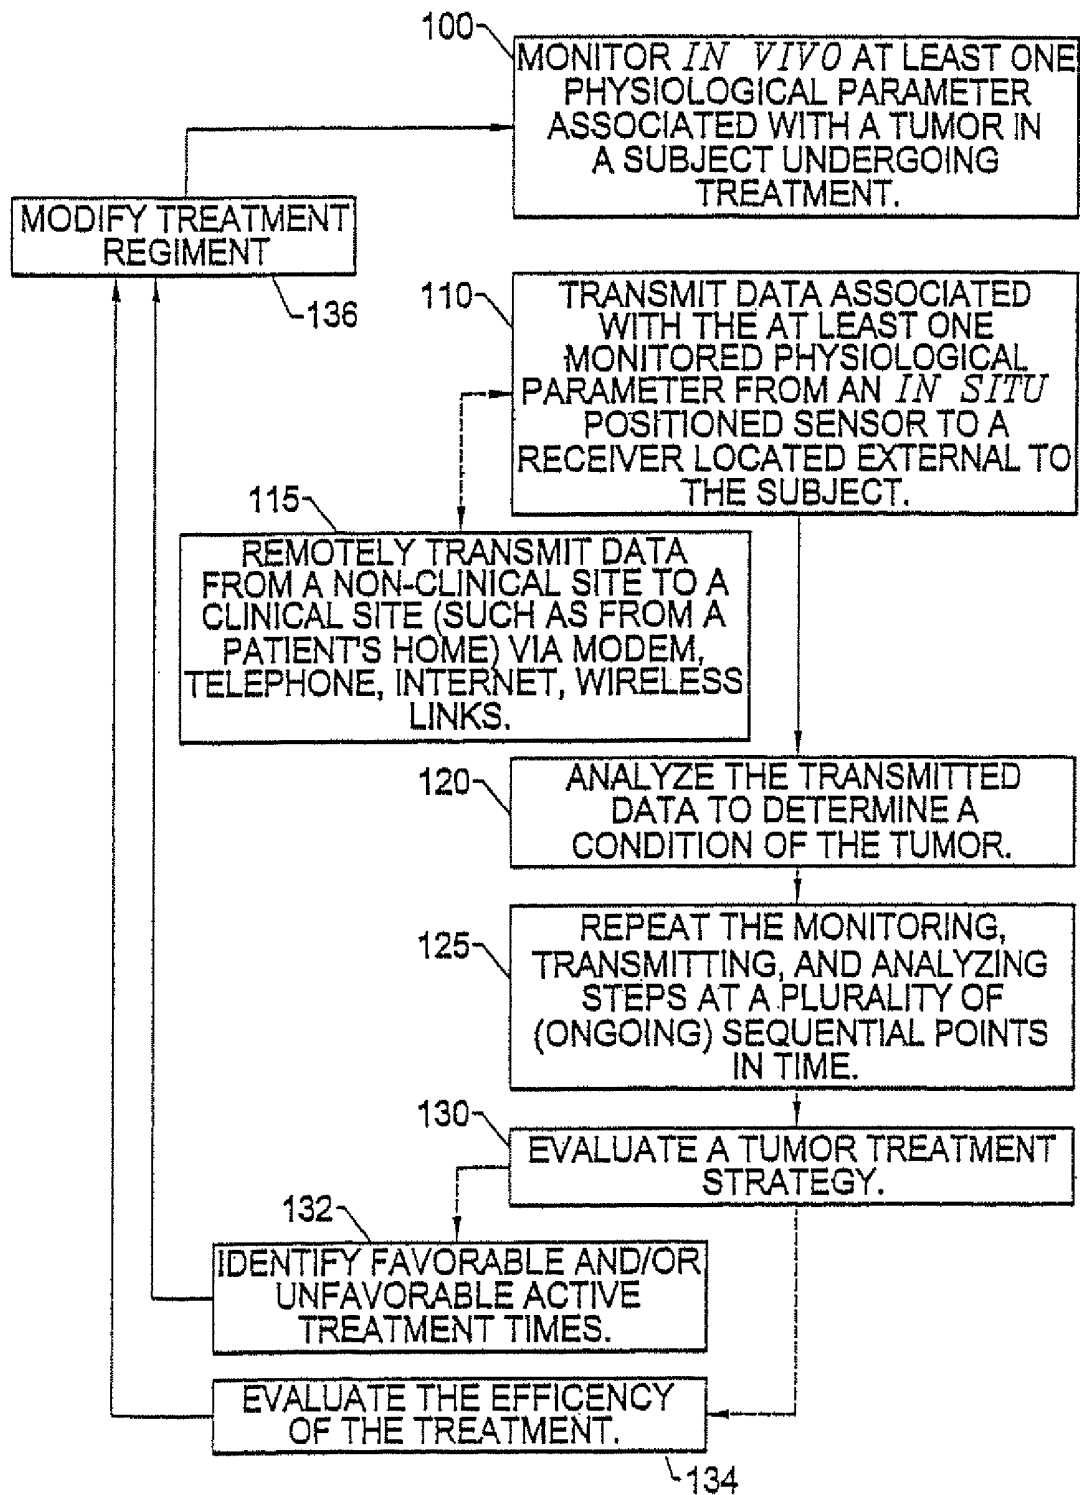 100
MONITOR IN VIVO AT LEAST ONE
PHYSIOLOGICAL PARAMETER
ASSOCIATED WITH A TUMOR IN
A SUBJECT UNDERGOING
TREATMENT.
MODIFY TREATMENT
REGIMENT
136
110
TRANSMIT DATA ASSOCIATED
WITH THE AT LEAST ONE
MONITORED PHYSIOLOGICAL
PARAMETER FROM AN IN SITU
POSITIONED SENSOR TO A
RECEIVER LOCATED EXTERNAL TO
THE SUBJECT.
115
REMOTELY TRANSMIT DATA
FROM A NON-CLINICAL SITE TO A
CLINICAL SITE (SUCH AS FROM A
PATIENT'S HOME) VIA MODEM,
TELEPHONE, INTERNET, WIRELESS
LINKS.
120
ANALYZE THE TRANSMITTED
DATA TO DETERMINE A
CONDITION OF THE TUMOR.
125
REPEAT THE MONITORING,
TRANSMITTING, AND ANALYZING
STEPS AT A PLURALITY OF
(ONGOING) SEQUENTIAL POINTS
IN TIME.
130
EVALUATE A TUMOR TREATMENT
STRATEGY.
132
IDENTIFY FAVORABLE AND/OR
UNFAVORABLE ACTIVE
TREATMENT TIMES.
EVALUATE THE EFFICENCY
OF THE TREATMENT.
134